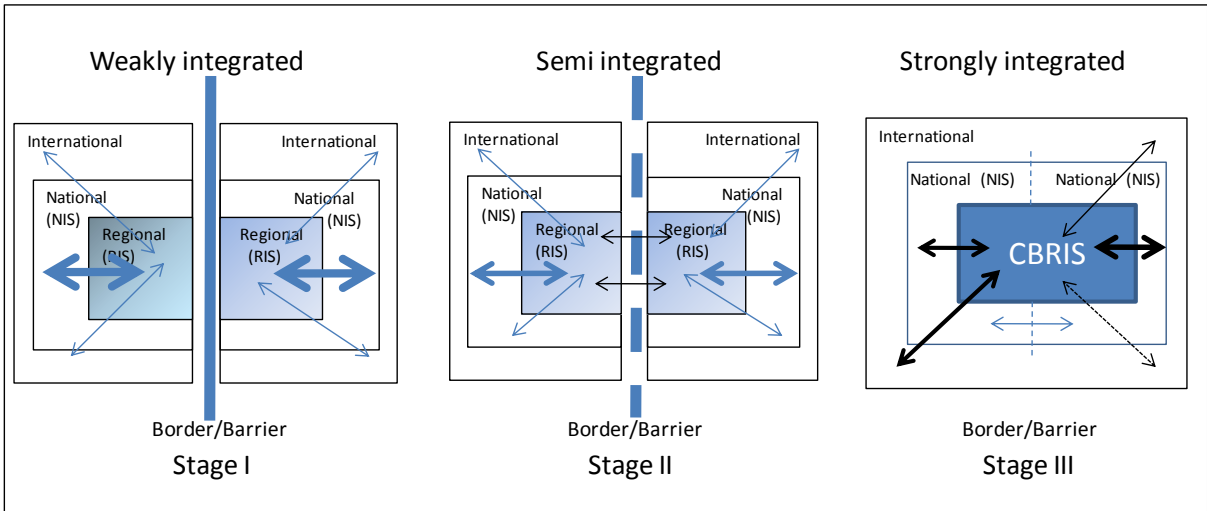 Weakly integrated
International
International
National
(NIS)
National
(NIS)
Regional
(RIS)
Regional
(RIS)
Border/Barrier
Stage I
Semi integrated
International
International
National
(NIS)
National
(NIS)
Regional
(RIS)
Regional
(RIS)
Border/Barrier
Stage II
Strongly integrated
International
National (NIS)
National (NIS)
CBRIS
Border/Barrier
Stage III